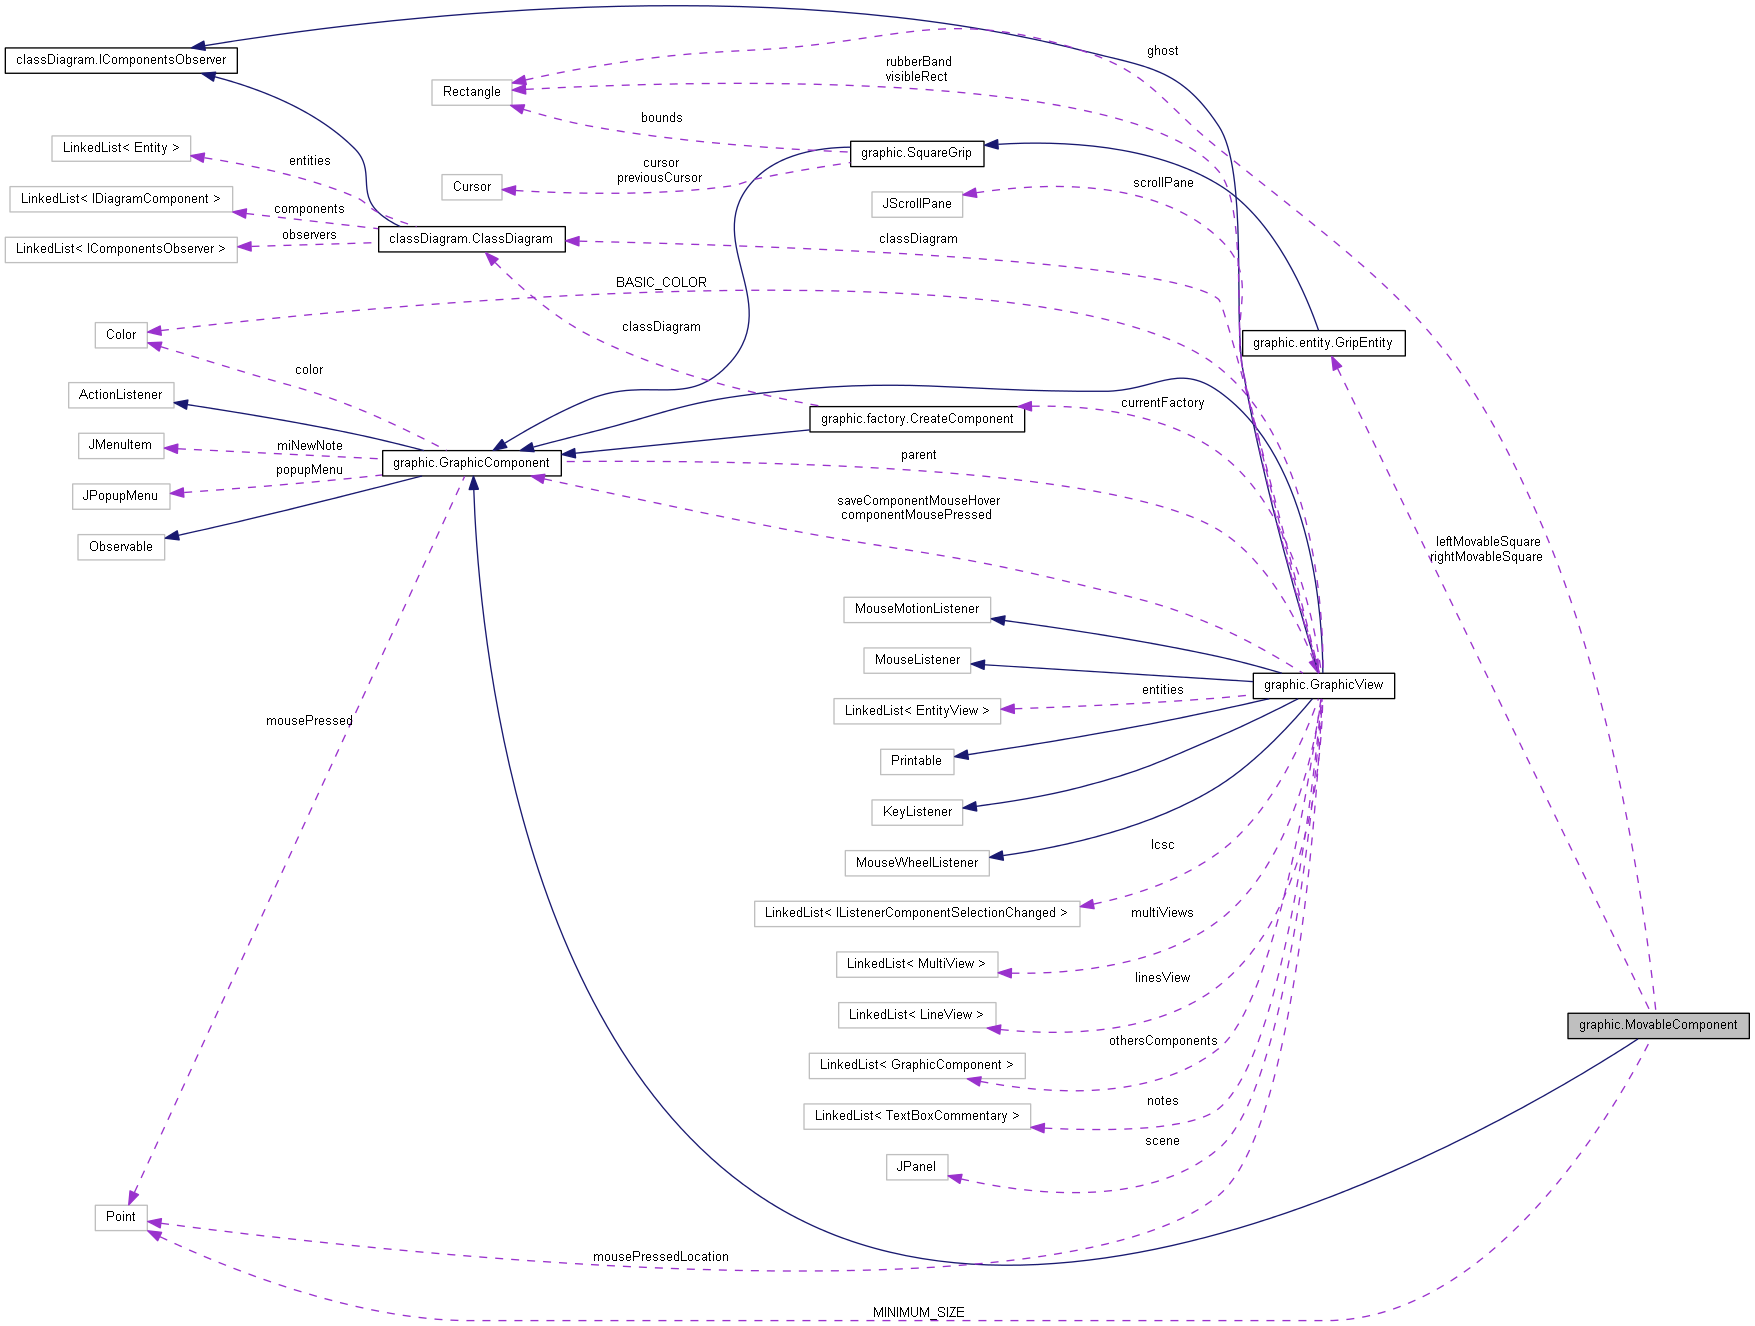 ghost
classDiagram.IComponentsObserver
rubberBand
visibleRect
Rectangle
bounds
LinkedList< Entity >
graphic.SquareGrip
entities
cursor
previousCursor
Cursor
scrollPane
LinkedList< IDiagramComponent >
JScrollPane
components
observers
classDiagram.ClassDiagram
classDiagram
LinkedList< IComponentsObserver >
BASIC_COLOR
classDiagram
Color
graphic.entity.GripEntity
color
ActionListener
currentFactory
graphic.factory.CreateComponent
JMenuItem
miNewNote
parent
graphic.GraphicComponent
popupMenu
JPopupMenu
saveComponentMouseHover
componentMousePressed
leftMovableSquare
rightMovableSquare
Observable
MouseMotionListener
MouseListener
graphic.GraphicView
entities
LinkedList< EntityView >
mousePressed
Printable
KeyListener
lcsc
MouseWheelListener
LinkedList< IListenerComponentSelectionChanged >
multiViews
LinkedList< MultiView >
linesView
LinkedList< LineView >
graphic.MovableComponent
othersComponents
LinkedList< GraphicComponent >
notes
LinkedList< TextBoxCommentary >
scene
JPanel
Point
mousePressedLocation
MINIMUM_SIZE